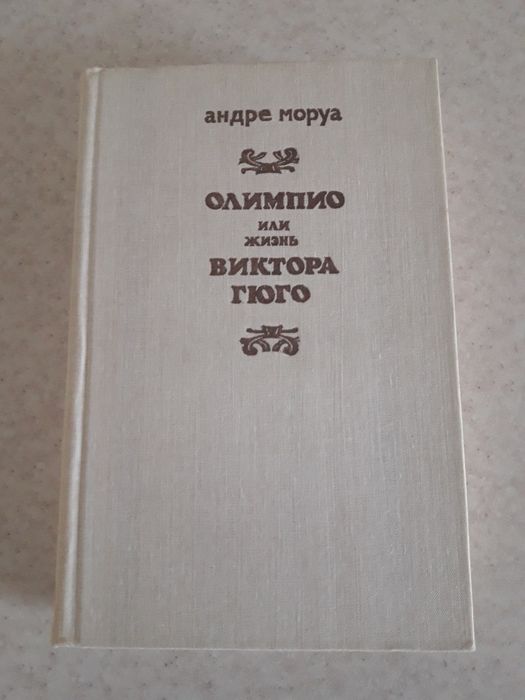 андре моруа
ОЛИМПИО
ИЛИ
ЖИЗНЬ
ВИКТОРА
ГЮГО